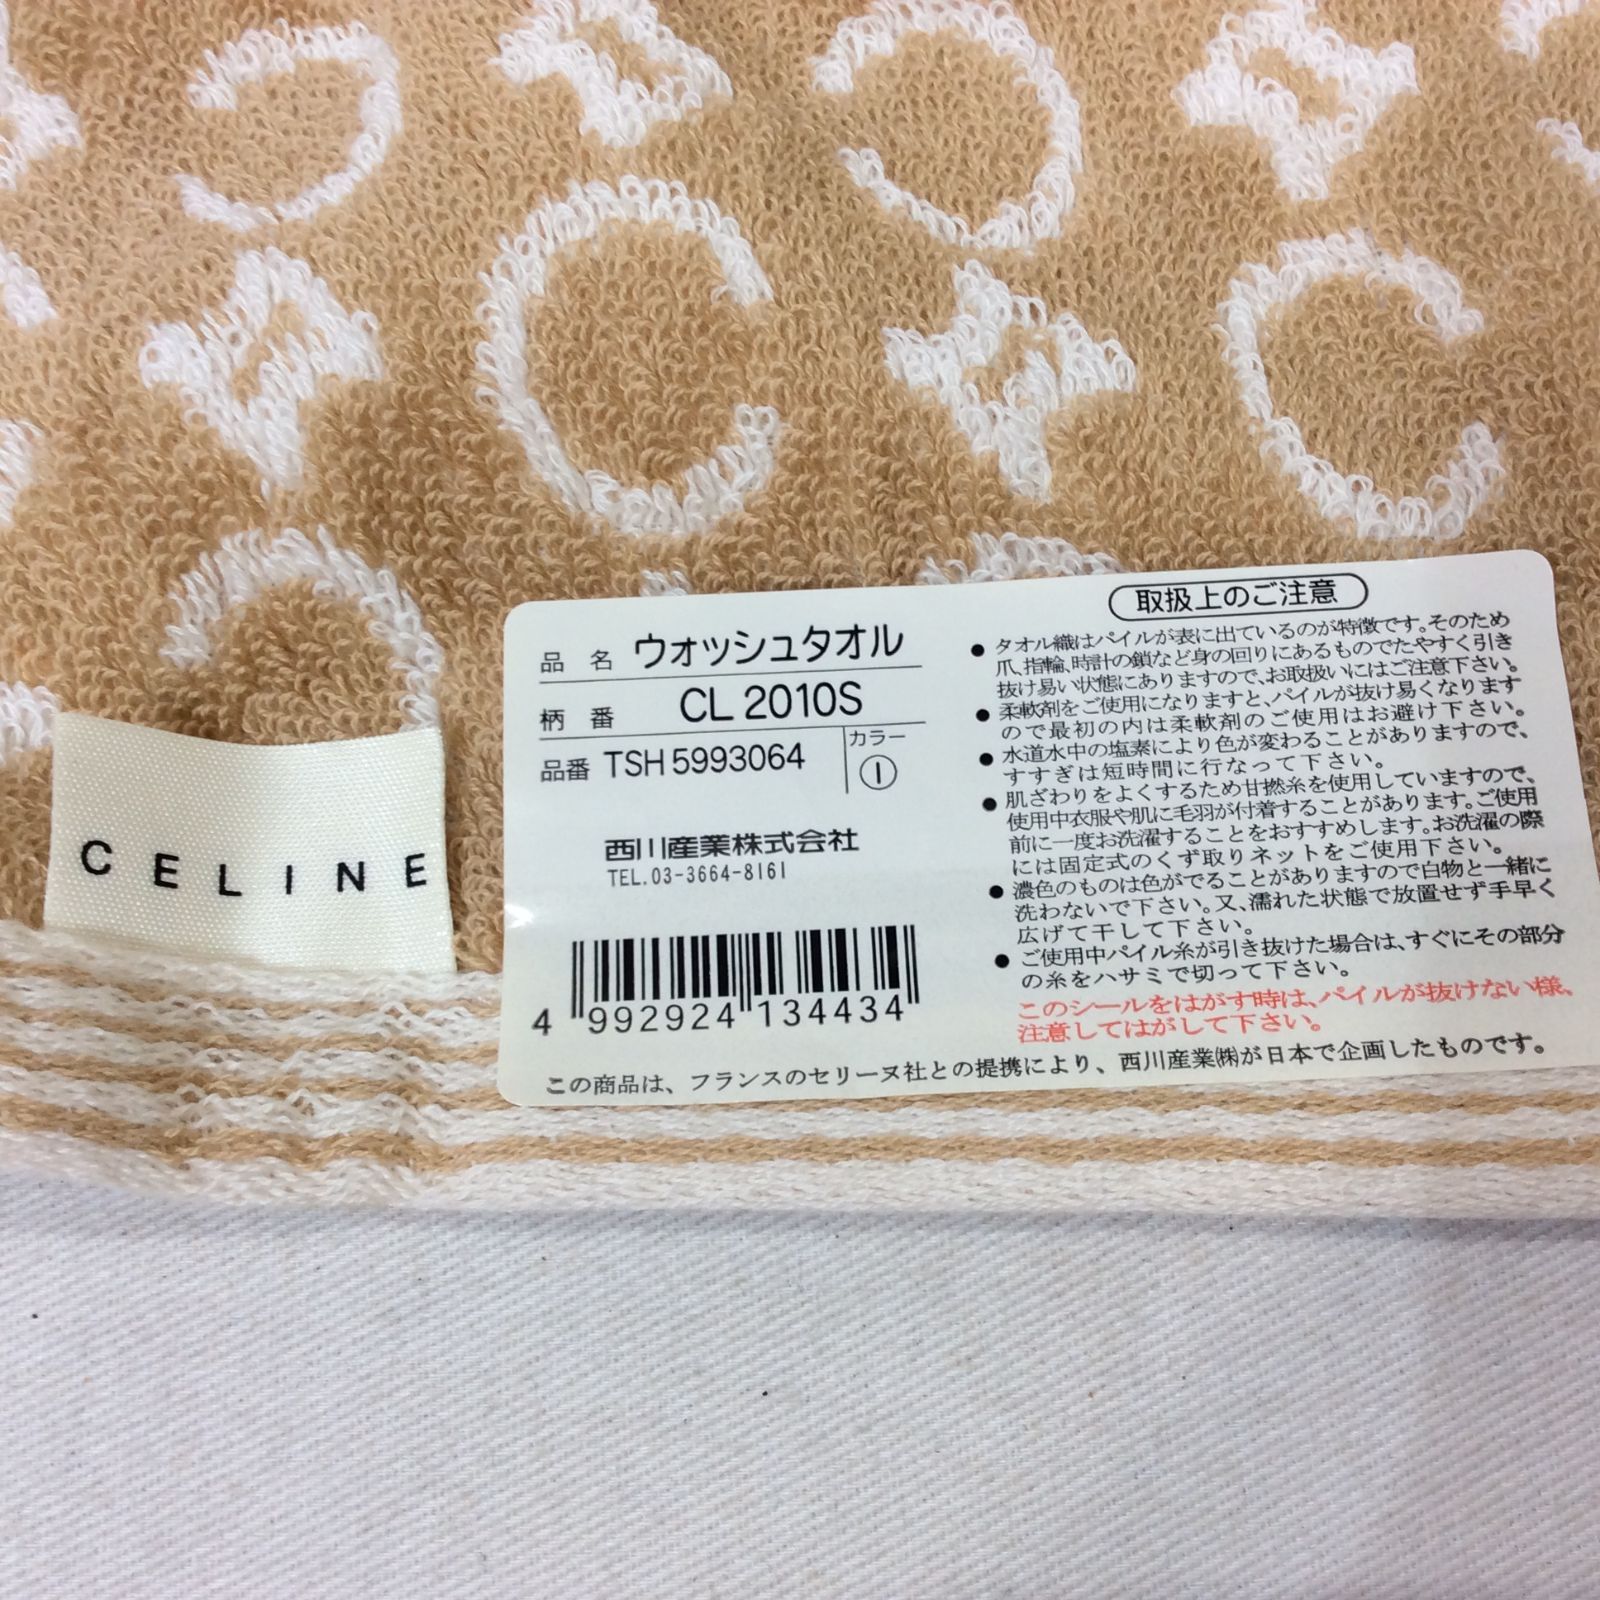 CELINE
品名 ウォッシュタオル
柄番 CL2010S
品番 TSH5993064 カラー ①
西川産業株式会社
TEL.03-3664-8161
4 992924 134434
取扱上のご注意
● タオル織はパイルが表に出ているのが特徴です。そのため
爪、指輪、時計の鎖など身の回りにあるものでたやすく引き
抜け易い状態にありますので、お取扱いにはご注意下さい。
● 柔軟剤をご使用になりますと、パイルが抜け易くなります
ので最初の内は柔軟剤のご使用はお避け下さい。
● 水道水中の塩素により色が変わることがありますので、
すすぎは短時間に行なって下さい。
● 肌ざわりをよくするため甘撚糸を使用していますので、
使用中衣服や肌に毛羽が付着することがあります。ご使用
前に一度お洗濯することをおすすめします。お洗濯の際
には固定式のくず取りネットをご使用下さい。
● 濃色のものは色がでることがありますので白物と一緒に
洗わないで下さい。又、濡れた状態で放置せず手早く
広げて干して下さい。
● ご使用中パイル糸が引き抜けた場合は、すぐにその部分
の糸をハサミで切って下さい。
このシールをはがす時は、パイルが抜けない様、
注意してはがして下さい。
この商品は、フランスのセリーヌ社との提携により、西川産業㈱が日本で企画したものです。